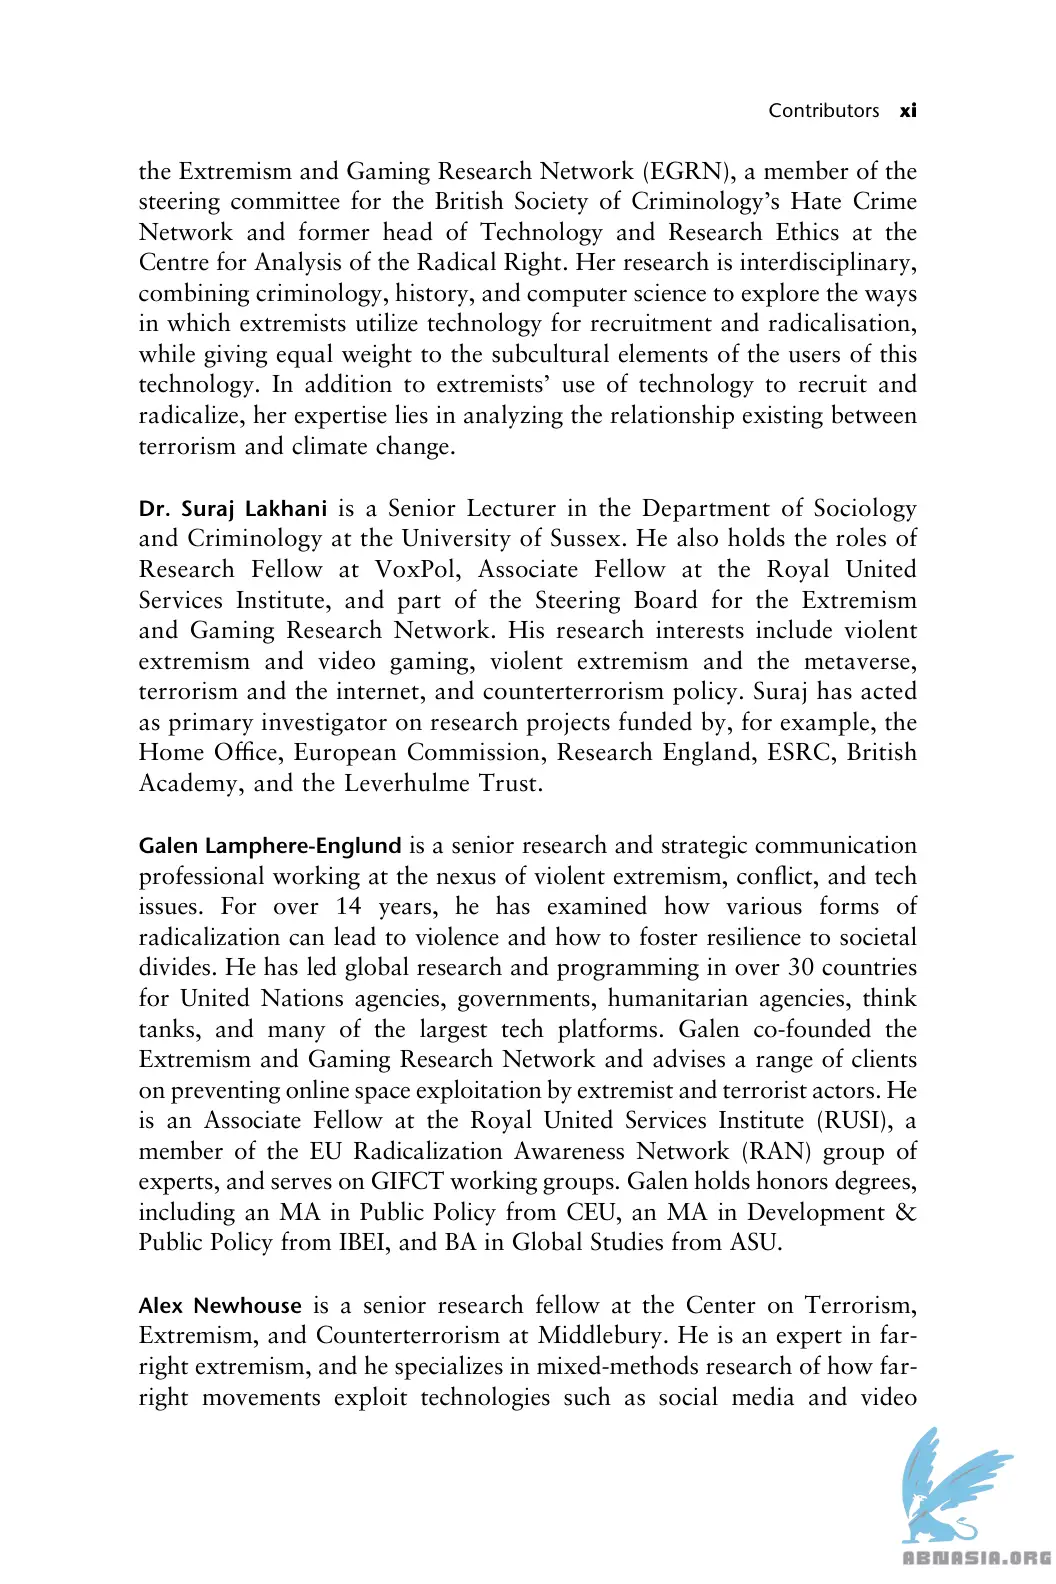 Contributors xi
the Extremism and Gaming Research Network (EGRN), a member of the
steering committee for the British Society of Criminology’s Hate Crime
Network and former head of Technology and Research Ethics at the
Centre for Analysis of the Radical Right. Her research is interdisciplinary,
combining criminology, history, and computer science to explore the ways
in which extremists utilize technology for recruitment and radicalisation,
while giving equal weight to the subcultural elements of the users of this
technology. In addition to extremists’ use of technology to recruit and
radicalize, her expertise lies in analyzing the relationship existing between
terrorism and climate change.
Dr. Suraj Lakhani is a Senior Lecturer in the Department of Sociology
and Criminology at the University of Sussex. He also holds the roles of
Research Fellow at VoxPol, Associate Fellow at the Royal United
Services Institute, and part of the Steering Board for the Extremism
and Gaming Research Network. His research interests include violent
extremism and video gaming, violent extremism and the metaverse,
terrorism and the internet, and counterterrorism policy. Suraj has acted
as primary investigator on research projects funded by, for example, the
Home Office, European Commission, Research England, ESRC, British
Academy, and the Leverhulme Trust.
Galen Lamphere-Englund is a senior research and strategic communication
professional working at the nexus of violent extremism, conflict, and tech
issues. For over 14 years, he has examined how various forms of
radicalization can lead to violence and how to foster resilience to societal
divides. He has led global research and programming in over 30 countries
for United Nations agencies, governments, humanitarian agencies, think
tanks, and many of the largest tech platforms. Galen co-founded the
Extremism and Gaming Research Network and advises a range of clients
on preventing online space exploitation by extremist and terrorist actors. He
is an Associate Fellow at the Royal United Services Institute (RUSI), a
member of the EU Radicalization Awareness Network (RAN) group of
experts, and serves on GIFCT working groups. Galen holds honors degrees,
including an MA in Public Policy from CEU, an MA in Development &
Public Policy from IBEI, and BA in Global Studies from ASU.
Alex Newhouse is a senior research fellow at the Center on Terrorism,
Extremism, and Counterterrorism at Middlebury. He is an expert in far-
right extremism, and he specializes in mixed-methods research of how far-
right movements exploit technologies such as social media and video
ABNASIA.ORG